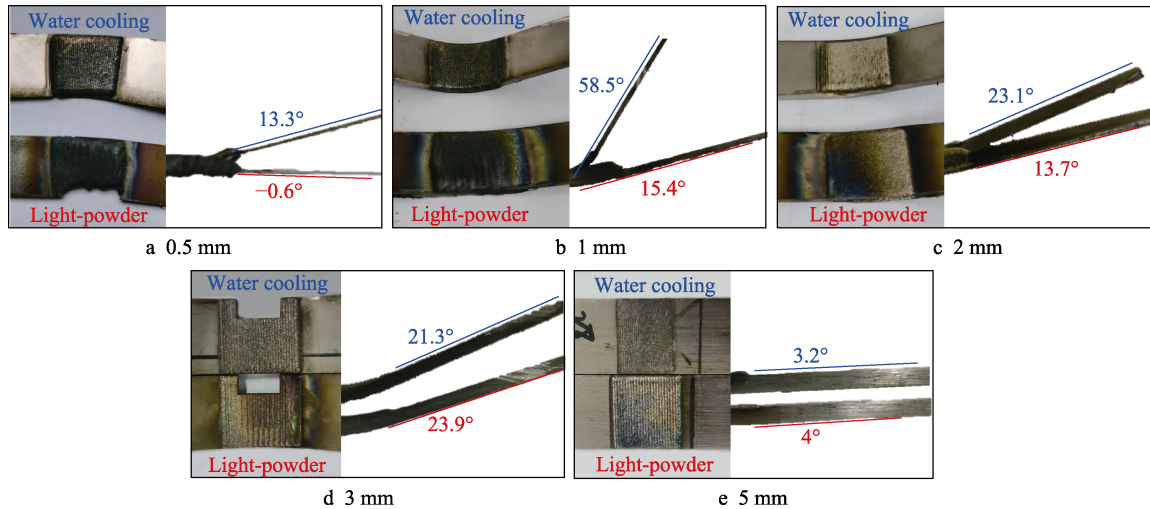 Water cooling
13.3°
−0.6°
Light-powder
a 0.5 mm
Water cooling
58.5°
15.4°
Light-powder
b 1 mm
Water cooling
23.1°
13.7°
Light-powder
c 2 mm
Water cooling
21.3°
23.9°
Light-powder
d 3 mm
Water cooling
3.2°
4°
Light-powder
e 5 mm